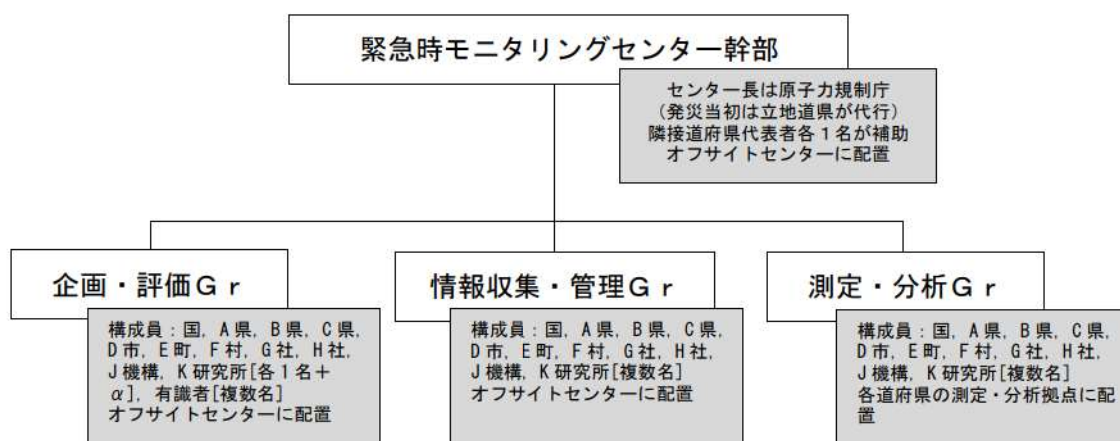 緊急時モニタリングセンター幹部
センター長は原子力規制庁
（発災当初は立地道県が代行）
隣接道府県代表者各１名が補助
オフサイトセンターに配置
企画・評価Ｇｒ
構成員：国，Ａ県，Ｂ県，Ｃ県，
Ｄ市，Ｅ町，Ｆ村，Ｇ社，Ｈ社，
Ｊ機構，Ｋ研究所[各１名＋
α]，有識者[複数名]
オフサイトセンターに配置
情報収集・管理Ｇｒ
構成員：国，Ａ県，Ｂ県，Ｃ県，
Ｄ市，Ｅ町，Ｆ村，Ｇ社，Ｈ社，
Ｊ機構，Ｋ研究所[複数名]
オフサイトセンターに配置
測定・分析Ｇｒ
構成員：国，Ａ県，Ｂ県，Ｃ県，
Ｄ市，Ｅ町，Ｆ村，Ｇ社，Ｈ社，
Ｊ機構，Ｋ研究所[複数名]
各道府県の測定・分析拠点に配
置